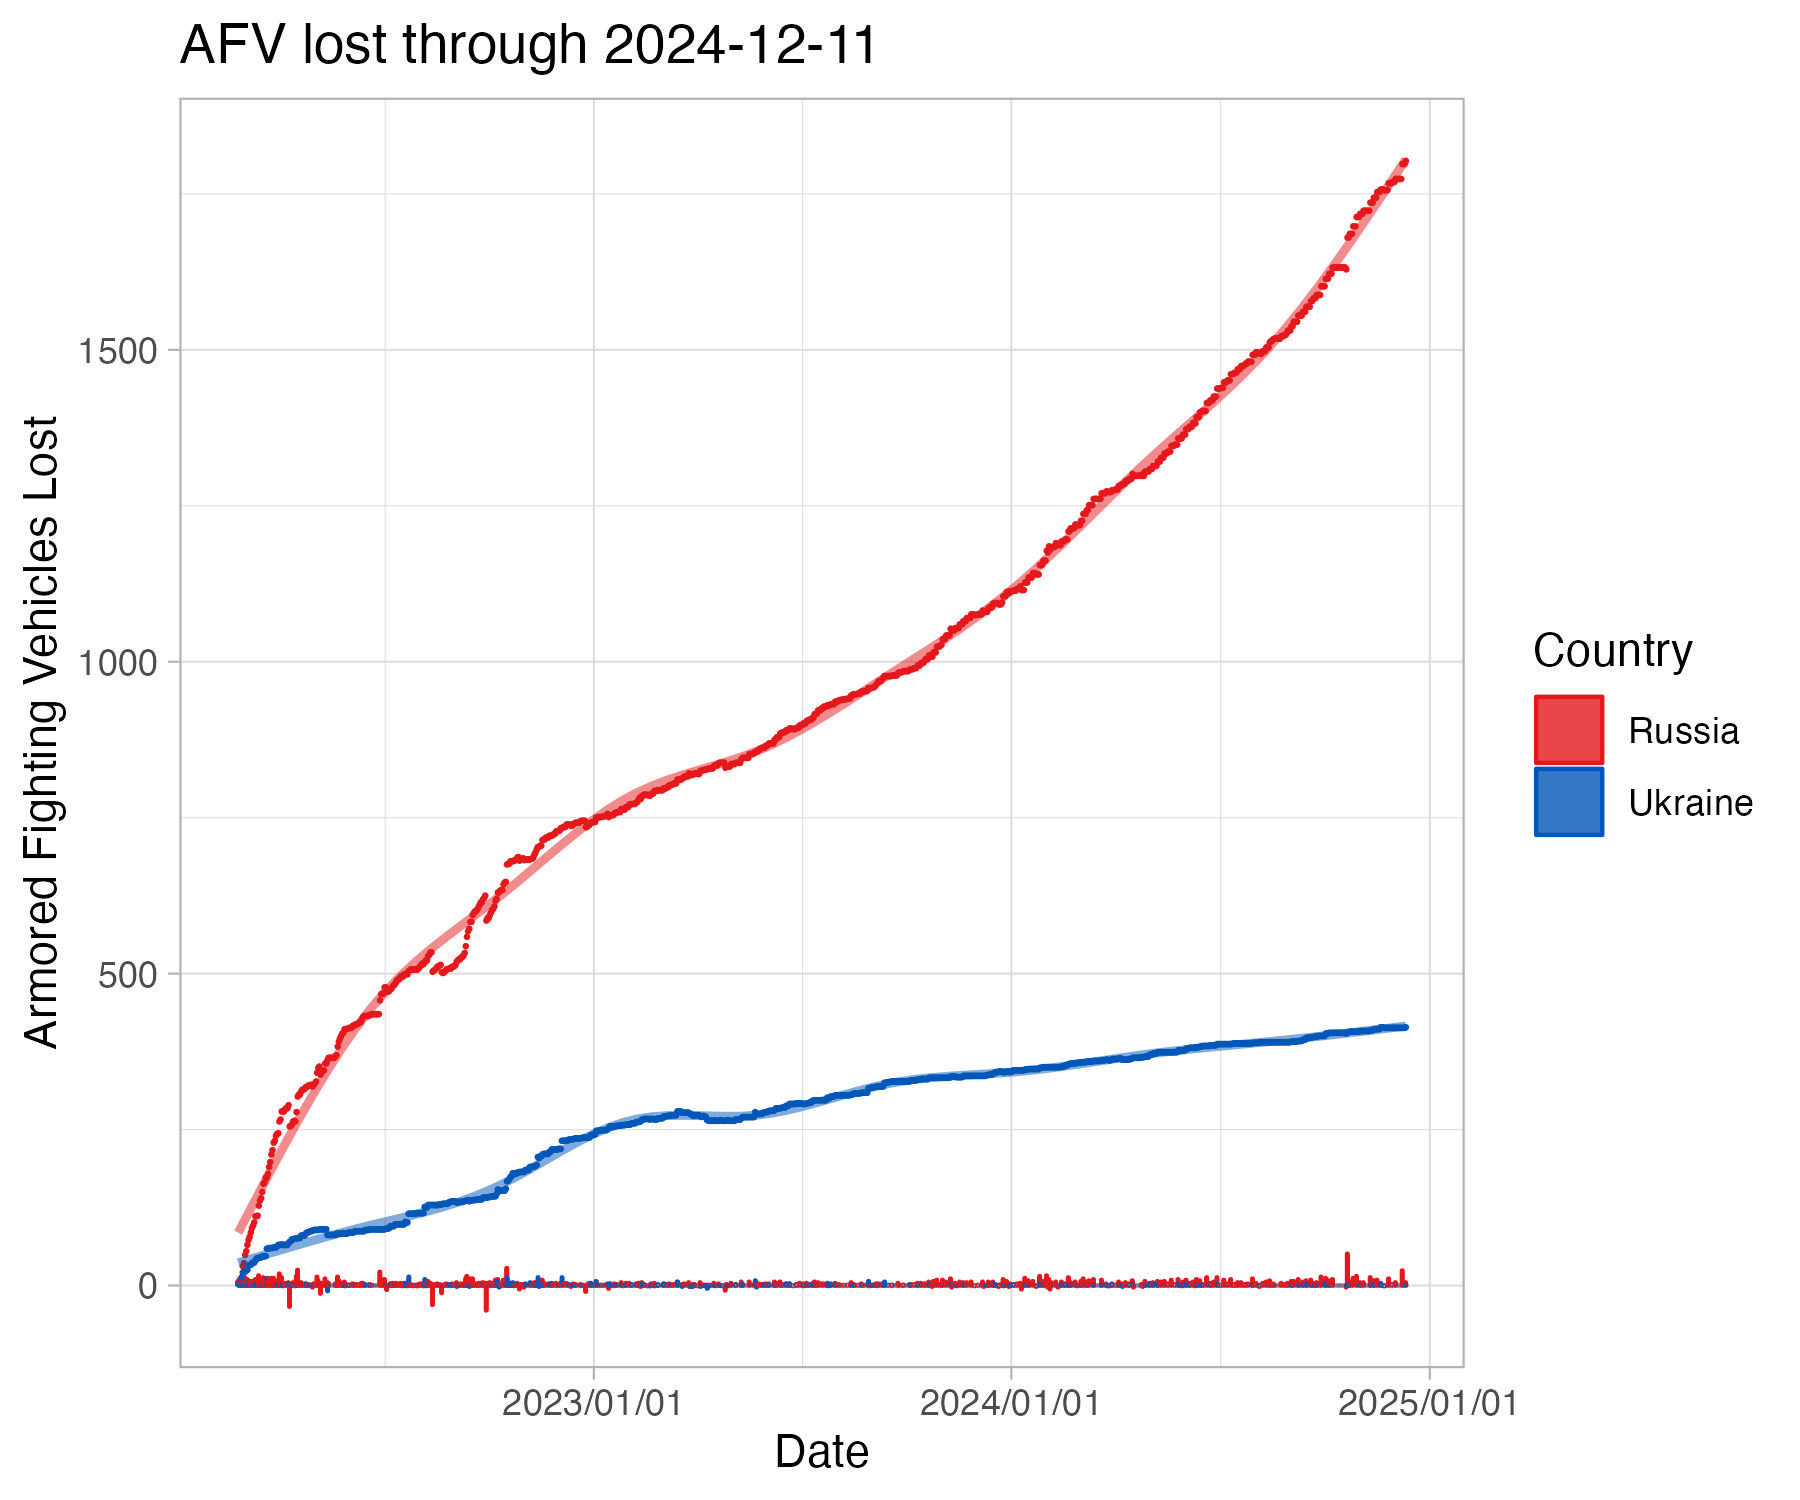 AFV lost through 2024-12-11
Armored Fighting Vehicles Lost
1500
1000
500
0
2023/01/01
2024/01/01
2025/01/01
Date
Country
Russia
Ukraine